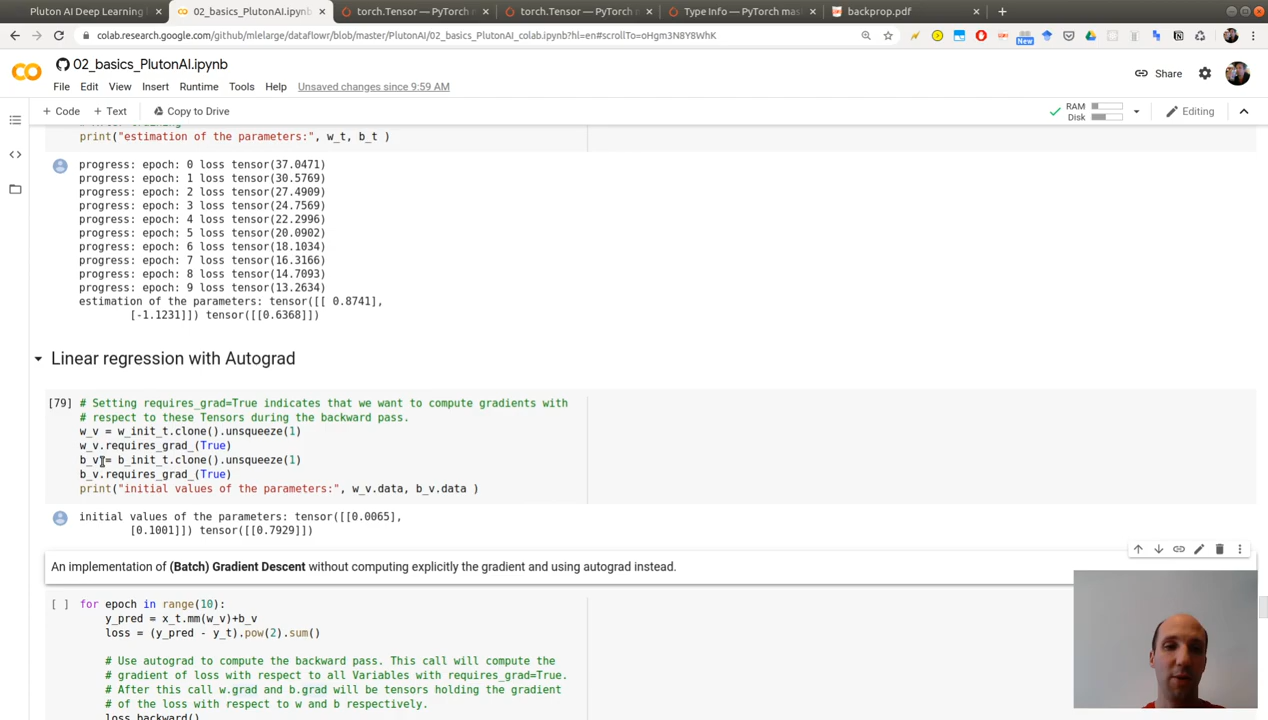 Pluton AI Deep Learning
02_basics_PlutonAI.ipynb
torch.Tensor — PyTorch m
torch.Tensor — PyTorch m
Type Info — PyTorch mas
backprop.pdf
colab.research.google.com/github/mlelarge/dataflowr/blob/master/PlutonAI/02_basics_PlutonAI_colab.ipynb?hl=en#scrollTo=oHgm3N8Y8WhK
New
02_basics_PlutonAI.ipynb
Share
File Edit View Insert Runtime Tools Help Unsaved changes since 9:59 AM
+ Code + Text Copy to Drive
RAM
Disk
Editing
print("estimation of the parameters:", w_t, b_t )
progress: epoch: 0 loss tensor(37.0471)
progress: epoch: 1 loss tensor(30.5769)
progress: epoch: 2 loss tensor(27.4909)
progress: epoch: 3 loss tensor(24.7569)
progress: epoch: 4 loss tensor(22.2996)
progress: epoch: 5 loss tensor(20.0902)
progress: epoch: 6 loss tensor(18.1034)
progress: epoch: 7 loss tensor(16.3166)
progress: epoch: 8 loss tensor(14.7093)
progress: epoch: 9 loss tensor(13.2634)
estimation of the parameters: tensor([[ 0.8741],
[-1.1231]]) tensor([[0.6368]])
Linear regression with Autograd
[79] # Setting requires_grad=True indicates that we want to compute gradients with
# respect to these Tensors during the backward pass.
w_v = w_init_t.clone().unsqueeze(1)
w_v.requires_grad_(True)
b_v = b_init_t.clone().unsqueeze(1)
b_v.requires_grad_(True)
print("initial values of the parameters:", w_v.data, b_v.data )
initial values of the parameters: tensor([[0.0065],
[0.1001]]) tensor([[0.7929]])
An implementation of (Batch) Gradient Descent without computing explicitly the gradient and using autograd instead.
[ ] for epoch in range(10):
y_pred = x_t.mm(w_v)+b_v
loss = (y_pred - y_t).pow(2).sum()
# Use autograd to compute the backward pass. This call will compute the
# gradient of loss with respect to all Variables with requires_grad=True.
# After this call w.grad and b.grad will be tensors holding the gradient
# of the loss with respect to w and b respectively.
loss.backward()